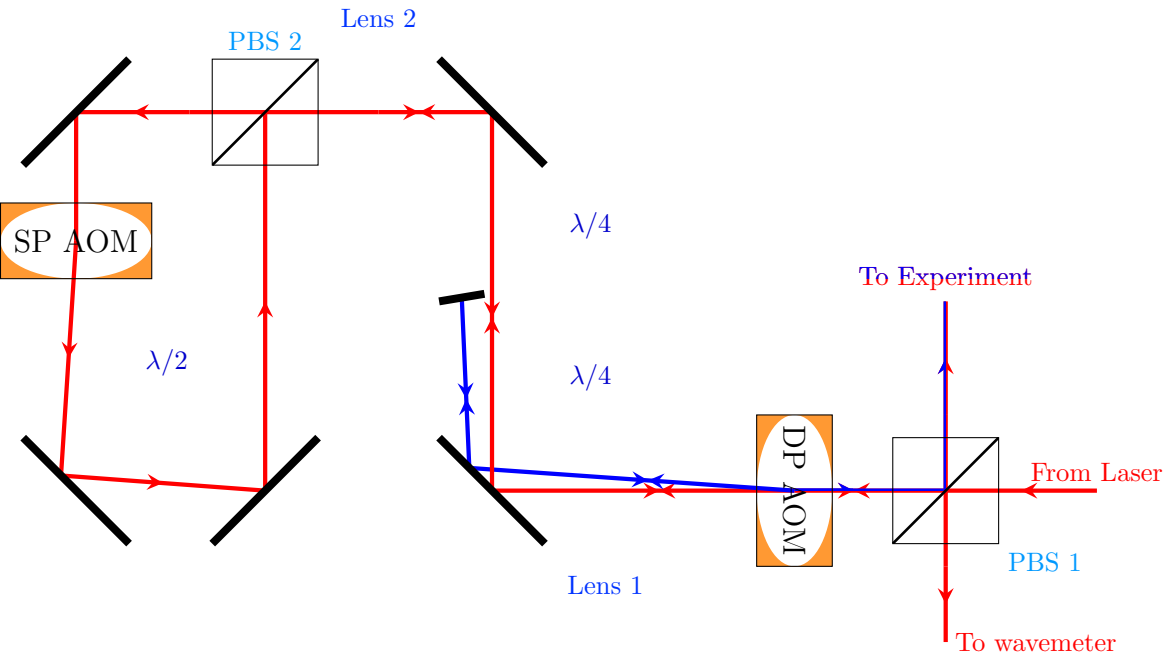 Lens 2
PBS 2
SP AOM
λ/4
To Experiment
λ/2
λ/4
DP AOM
From Laser
PBS 1
Lens 1
To wavemeter